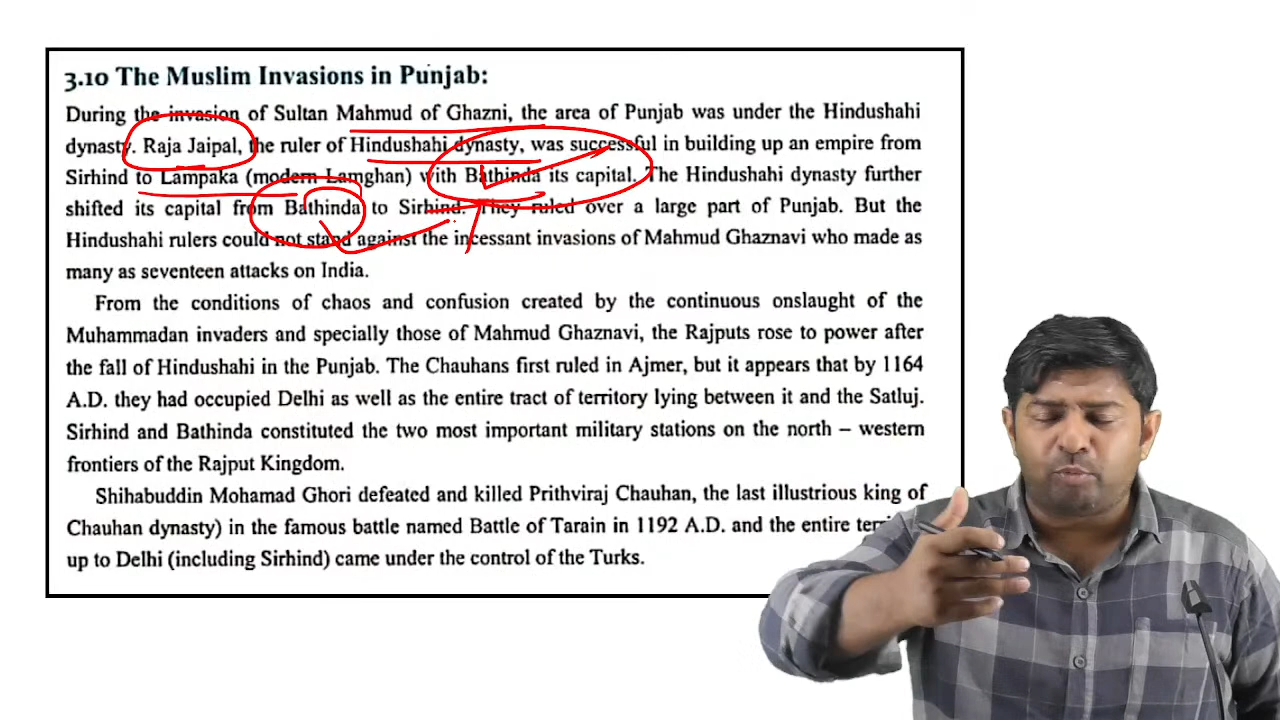 3.10 The Muslim Invasions in Punjab:
During the invasion of Sultan Mahmud of Ghazni, the area of Punjab was under the Hindushahi
dynasty. Raja Jaipal, the ruler of Hindushahi dynasty, was successful in building up an empire from
Sirhind to Lampaka (modern Lamghan) with Bathinda its capital. The Hindushahi dynasty further
shifted its capital from Bathinda to Sirhind. They ruled over a large part of Punjab. But the
Hindushahi rulers could not stand against the incessant invasions of Mahmud Ghaznavi who made as
many as seventeen attacks on India.
From the conditions of chaos and confusion created by the continuous onslaught of the
Muhammadan invaders and specially those of Mahmud Ghaznavi, the Rajputs rose to power after
the fall of Hindushahi in the Punjab. The Chauhans first ruled in Ajmer, but it appears that by 1164
A.D. they had occupied Delhi as well as the entire tract of territory lying between it and the Satluj.
Sirhind and Bathinda constituted the two most important military stations on the north – western
frontiers of the Rajput Kingdom.
Shihabuddin Mohamad Ghori defeated and killed Prithviraj Chauhan, the last illustrious king of
Chauhan dynasty) in the famous battle named Battle of Tarain in 1192 A.D. and the entire
up to Delhi (including Sirhind) came under the control of the Turks.